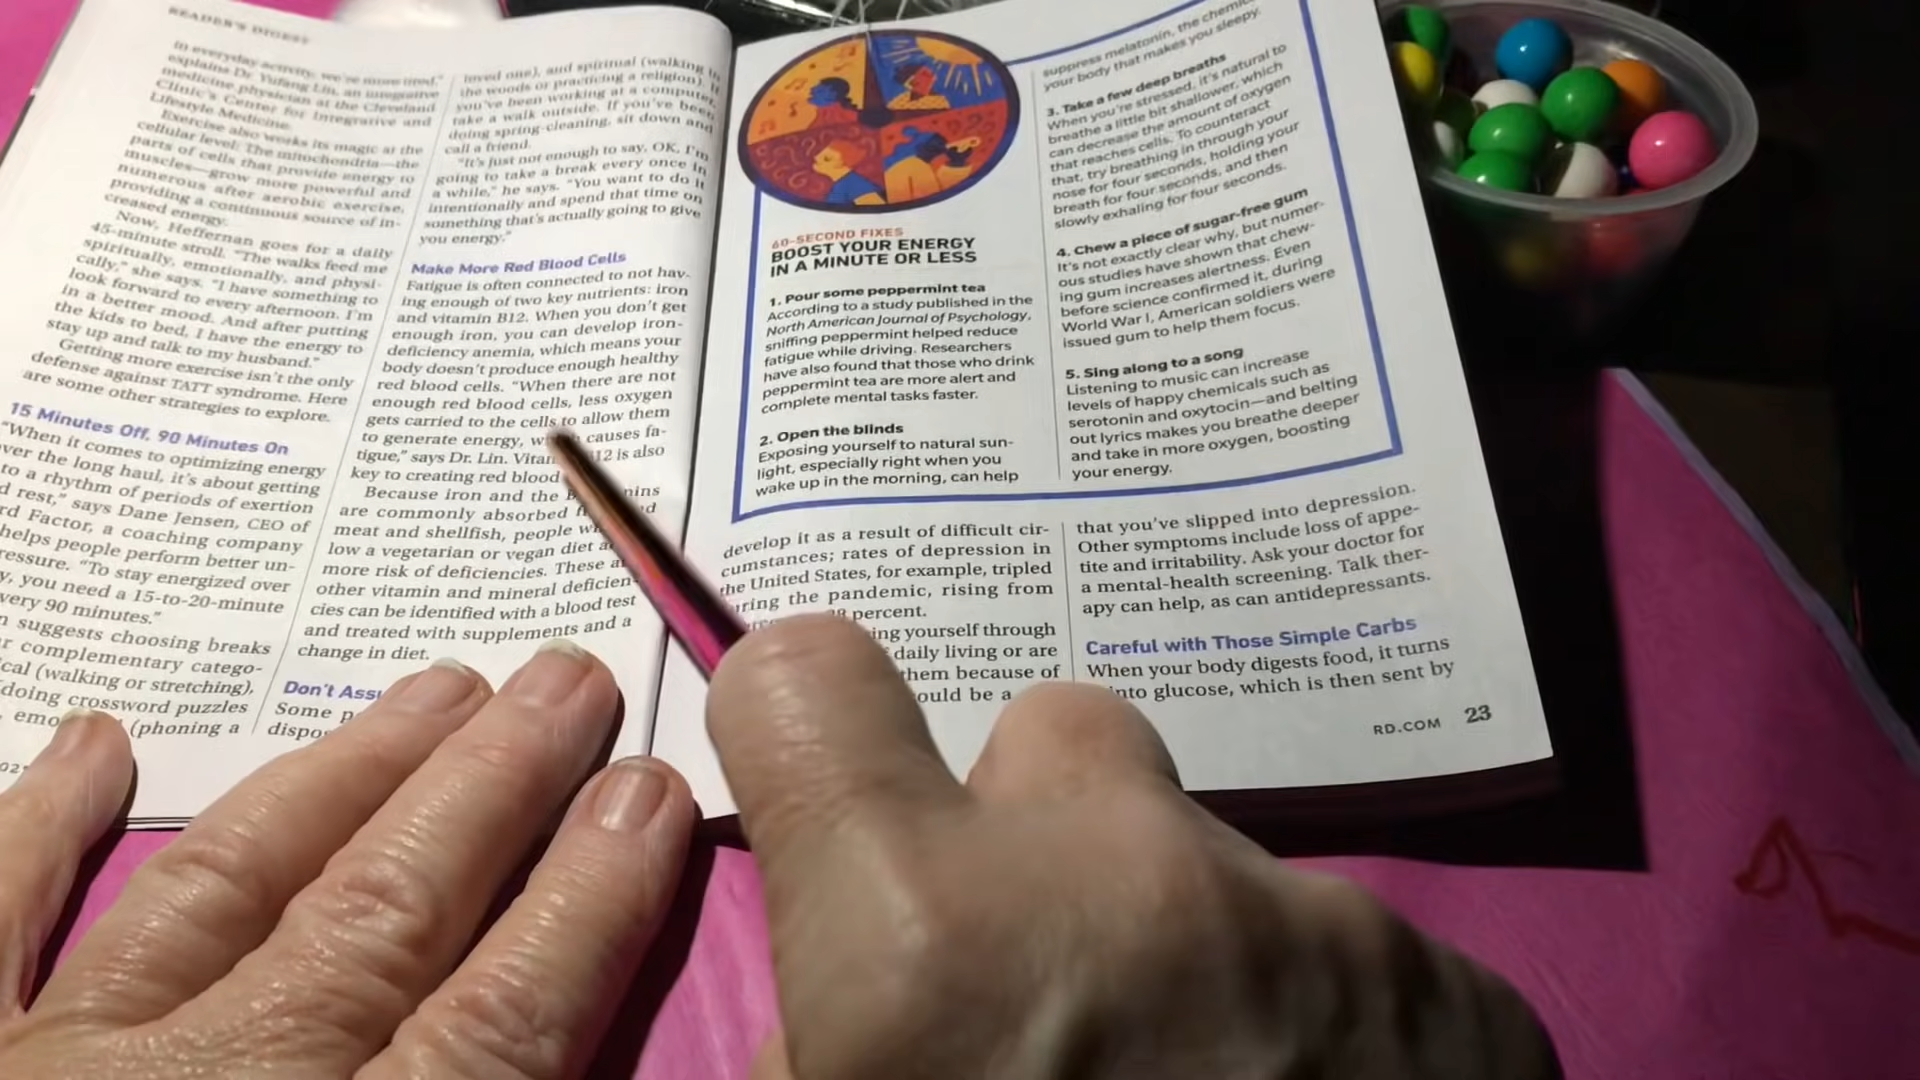 READER'S DIGEST
in everyday activity, we're more tired,"
explains Dr. Yufang Lin, an integrative
medicine physician at the Cleveland
Clinic's Center for Integrative and
Lifestyle Medicine.
Exercise also works its magic at the
cellular level: The mitochondria—the
parts of cells that provide energy to
muscles—grow more powerful and
numerous after aerobic exercise,
providing a continuous source of in-
creased energy.
Now, Heffernan goes for a daily
45-minute stroll. "The walks feed me
spiritually, emotionally, and physi-
cally," she says. "I have something to
look forward to every afternoon. I'm
in a better mood. And after putting
the kids to bed, I have the energy to
stay up and talk to my husband."
Getting more exercise isn't the only
defense against TATT syndrome. Here
are some other strategies to explore.
15 Minutes Off, 90 Minutes On
"When it comes to optimizing energy
over the long haul, it's about getting
to a rhythm of periods of exertion
rest," says Dane Jensen, CEO of
Factor, a coaching company
helps people perform better un-
"To stay energized over
you need a 15-to-20-minute
very 90 minutes."
suggests choosing breaks
complementary catego-
(walking or stretching),
(doing crossword puzzles
(phoning a
loved one), and spiritual (walking in
the woods or practicing a religion). If
you've been working at a computer,
take a walk outside. If you've been
doing spring-cleaning, sit down and
call a friend.
"It's just not enough to say, OK, I'm
going to take a break every once in
a while," he says. "You want to do it
intentionally and spend that time on
something that's actually going to give
you energy."
Make More Red Blood Cells
Fatigue is often connected to not hav-
ing enough of two key nutrients: iron
and vitamin B12. When you don't get
enough iron, you can develop iron-
deficiency anemia, which means your
body doesn't produce enough healthy
red blood cells. "When there are not
enough red blood cells, less oxygen
gets carried to the cells to allow them
to generate energy, which causes fa-
tigue," says Dr. Lin. Vitamin B12 is also
key to creating red blood
Because iron and the
are commonly absorbed
meat and shellfish, people
low a vegetarian or vegan diet
more risk of deficiencies. These
other vitamin and mineral deficien-
cies can be identified with a blood test
and treated with supplements and a
change in diet.
Don't
Some
60-SECOND FIXES
BOOST YOUR ENERGY
IN A MINUTE OR LESS
1. Pour some peppermint tea
According to a study published in the
North American Journal of Psychology,
sniffing peppermint helped reduce
fatigue while driving. Researchers
have also found that those who drink
peppermint tea are more alert and
complete mental tasks faster.
2. Open the blinds
Exposing yourself to natural sun-
light, especially right when you
wake up in the morning, can help
suppress melatonin, the
your body that makes you sleepy.
3. Take a few deep breaths
When you're stressed, it's natural to
breathe a little bit shallower, which
can decrease the amount of oxygen
that reaches cells. To counteract
that, try breathing in through your
nose for four seconds, holding your
breath for four seconds, and then
slowly exhaling for four seconds.
4. Chew a piece of sugar-free gum
It's not exactly clear why, but numer-
ous studies have shown that chew-
ing gum increases alertness. Even
before science confirmed it, during
World War I, American soldiers were
issued gum to help them focus.
5. Sing along to a song
Listening to music can increase
levels of happy chemicals such as
serotonin and oxytocin—and belting
out lyrics makes you breathe deeper
and take in more oxygen, boosting
your energy.
develop it as a result of difficult cir-
cumstances; rates of depression in
the United States, for example, tripled
during the pandemic, rising from
percent.
yourself through
daily living or are
them because of
be a
that you've slipped into depression.
Other symptoms include loss of appe-
tite and irritability. Ask your doctor for
a mental-health screening. Talk ther-
apy can help, as can antidepressants.
Careful with Those Simple Carbs
When your body digests food, it turns
into glucose, which is then sent by
RD.COM 23